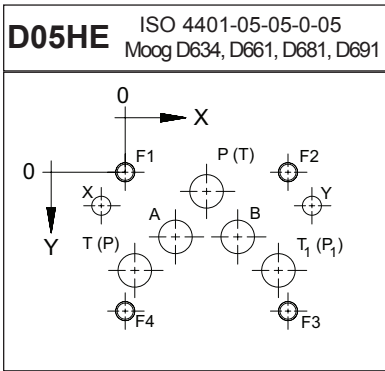 D05HE
ISO 4401-05-05-0-05
Moog D634, D661, D681, D691
0
X
0
F1
P (T)
F2
X
Y
Y
A
B
T (P)
T₁ (P₁)
F4
F3